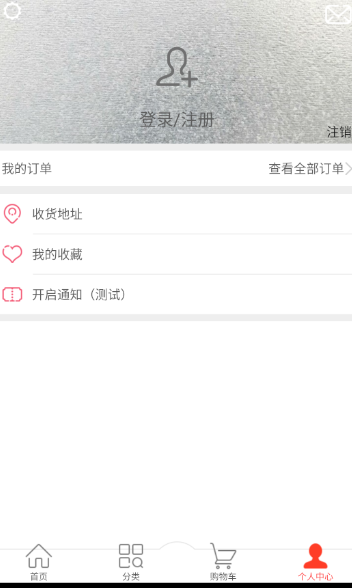 登录/注册
注销
我的订单 查看全部订单
收货地址
我的收藏
开启通知（测试）
首页 分类 购物车 个人中心